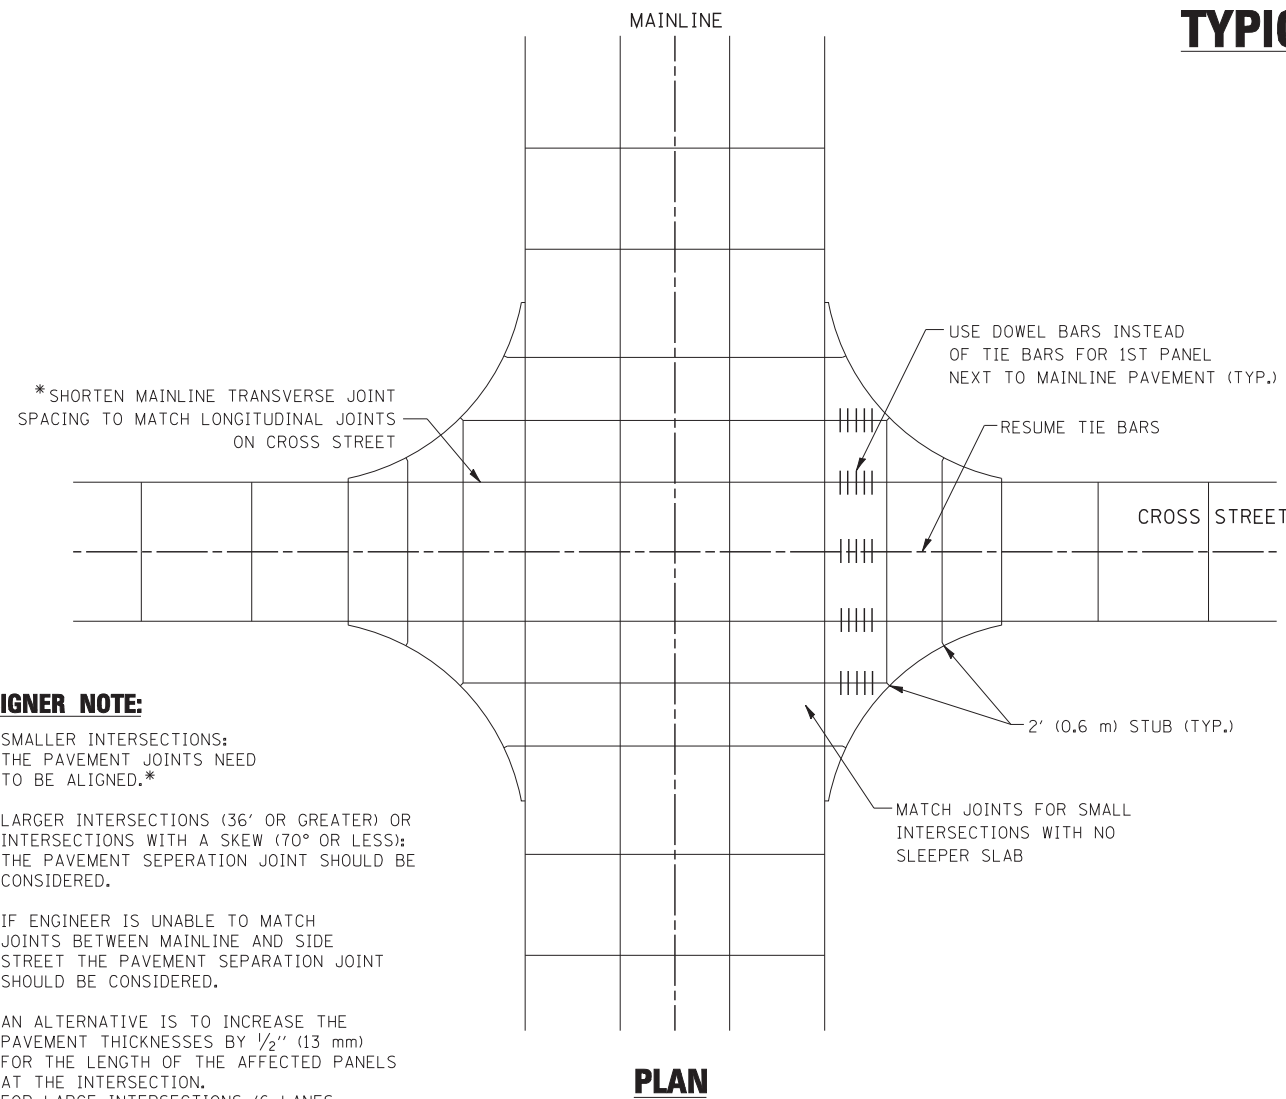 MAINLINE
TYPIC
USE DOWEL BARS INSTEAD
OF TIE BARS FOR 1ST PANEL
NEXT TO MAINLINE PAVEMENT (TYP.)
*SHORTEN MAINLINE TRANSVERSE JOINT
SPACING TO MATCH LONGITUDINAL JOINTS
ON CROSS STREET
RESUME TIE BARS
CROSS STREET
IGNER NOTE:
SMALLER INTERSECTIONS:
THE PAVEMENT JOINTS NEED
TO BE ALIGNED.*
LARGER INTERSECTIONS (36' OR GREATER) OR
INTERSECTIONS WITH A SKEW (70° OR LESS):
THE PAVEMENT SEPERATION JOINT SHOULD BE
CONSIDERED.
IF ENGINEER IS UNABLE TO MATCH
JOINTS BETWEEN MAINLINE AND SIDE
STREET THE PAVEMENT SEPARATION JOINT
SHOULD BE CONSIDERED.
AN ALTERNATIVE IS TO INCREASE THE
PAVEMENT THICKNESSES BY 1/2'' (13 mm)
FOR THE LENGTH OF THE AFFECTED PANELS
AT THE INTERSECTION.
FOR LARGE INTERSECTIONS (6 LANES
2' (0.6 m) STUB (TYP.)
MATCH JOINTS FOR SMALL
INTERSECTIONS WITH NO
SLEEPER SLAB
PLAN